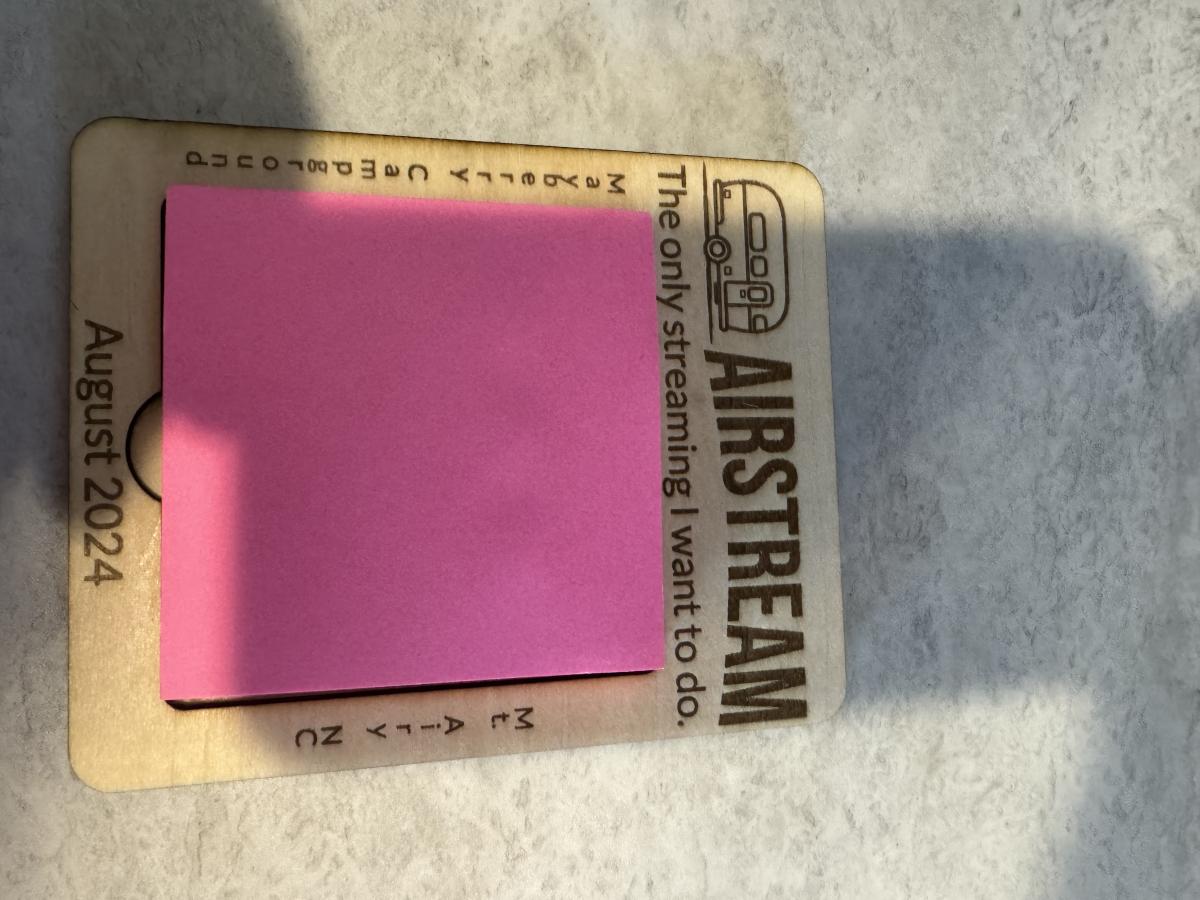 AIRSTREAM
The only streaming I want to do.
Mayberry Campground
Mt Airy NC
August 2024